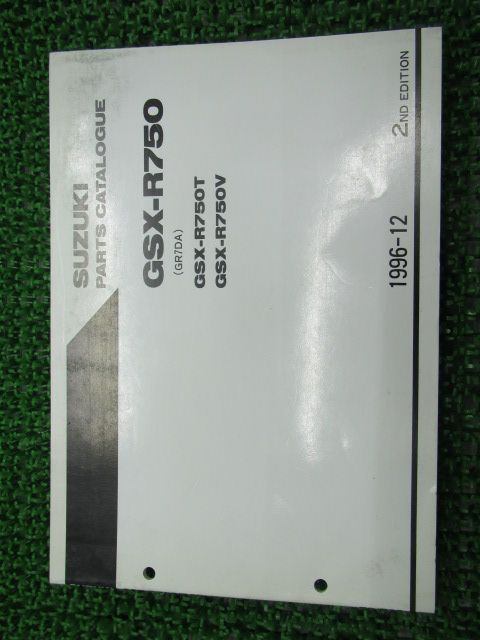 SUZUKI
PARTS CATALOGUE
GSX-R750
(GR7DA)
GSX-R750T
GSX-R750V
2ND EDITION
1996-12